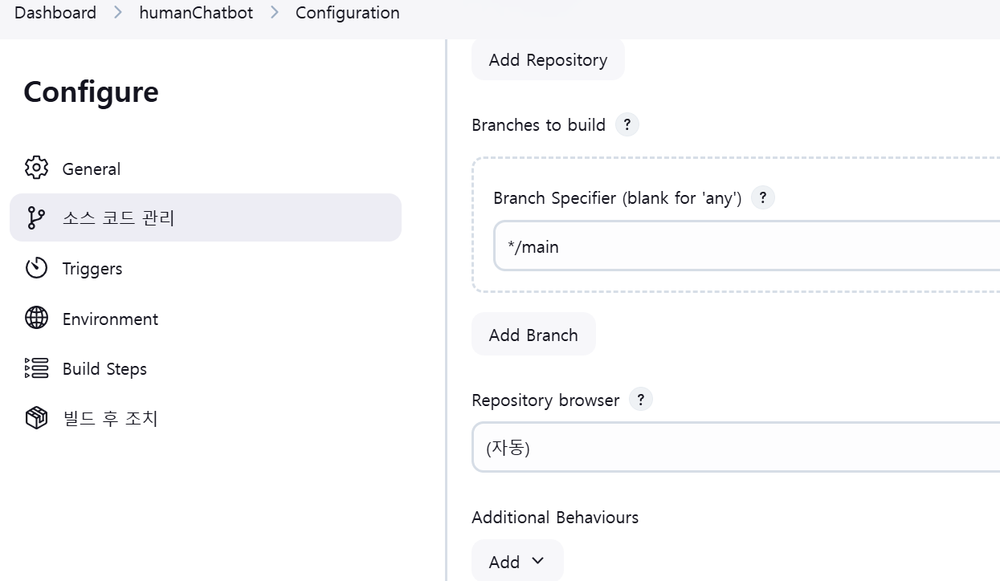 Dashboard > humanChatbot > Configuration
Configure
General
소스 코드 관리
Triggers
Environment
Build Steps
빌드 후 조치
Add Repository
Branches to build ?
Branch Specifier (blank for 'any') ?
*/main
Add Branch
Repository browser ?
(자동)
Additional Behaviours
Add